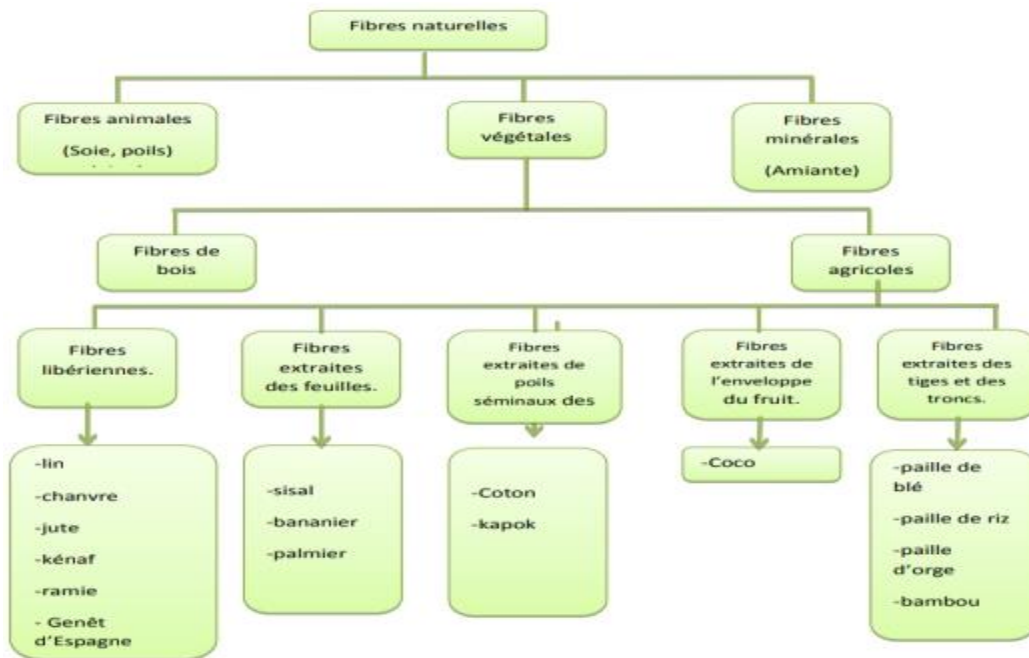 Fibres naturelles
Fibres animales
(Soie, poils)
Fibres
végétales
Fibres
minérales
(Amiante)
Fibres de
bois
Fibres
agricoles
Fibres
libériennes.
Fibres
extraites
des feuilles.
Fibres
extraites de
poils
séminaux des
Fibres
extraites de
l'enveloppe
du fruit.
Fibres
extraites des
tiges et des
troncs.
-lin
-chanvre
-jute
-kénaf
-ramie
- Genêt
d'Espagne
-sisal
-bananier
-palmier
-Coton
-kapok
-Coco
-paille de
blé
-paille de riz
-paille
d'orge
-bambou